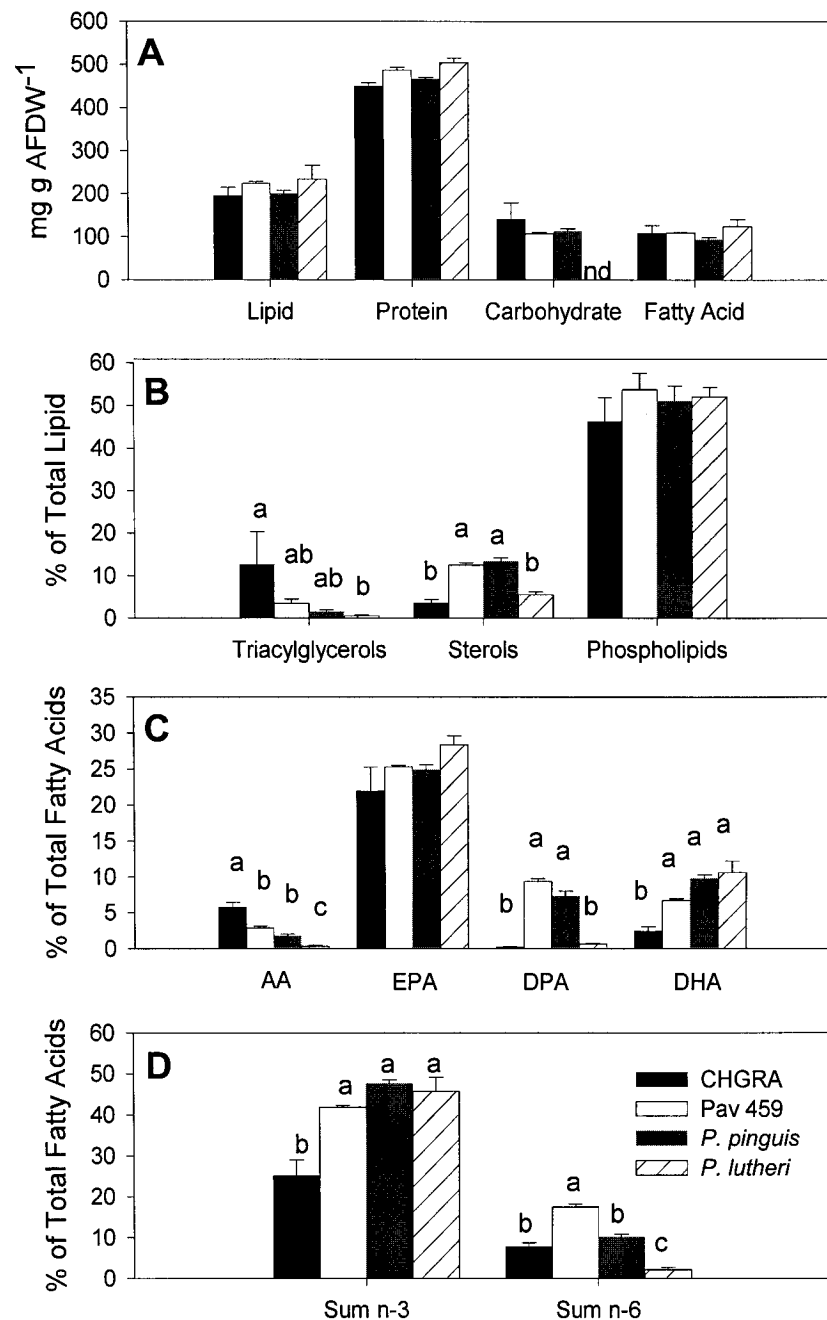 A
mg g AFDW-1
600
500
400
300
200
100
0
nd
Lipid Protein Carbohydrate Fatty Acid
B
% of Total Lipid
60
50
40
30
20
10
0
a ab ab b
b a a b
Triacylglycerols Sterols Phospholipids
C
% of Total Fatty Acids
35
30
25
20
15
10
5
0
a b b c
b a a b
b a a a
AA EPA DPA DHA
D
% of Total Fatty Acids
60
50
40
30
20
10
0
b a a a
b a b c
CHGRA
Pav 459
P. pinguis
P. lutheri
Sum n-3 Sum n-6